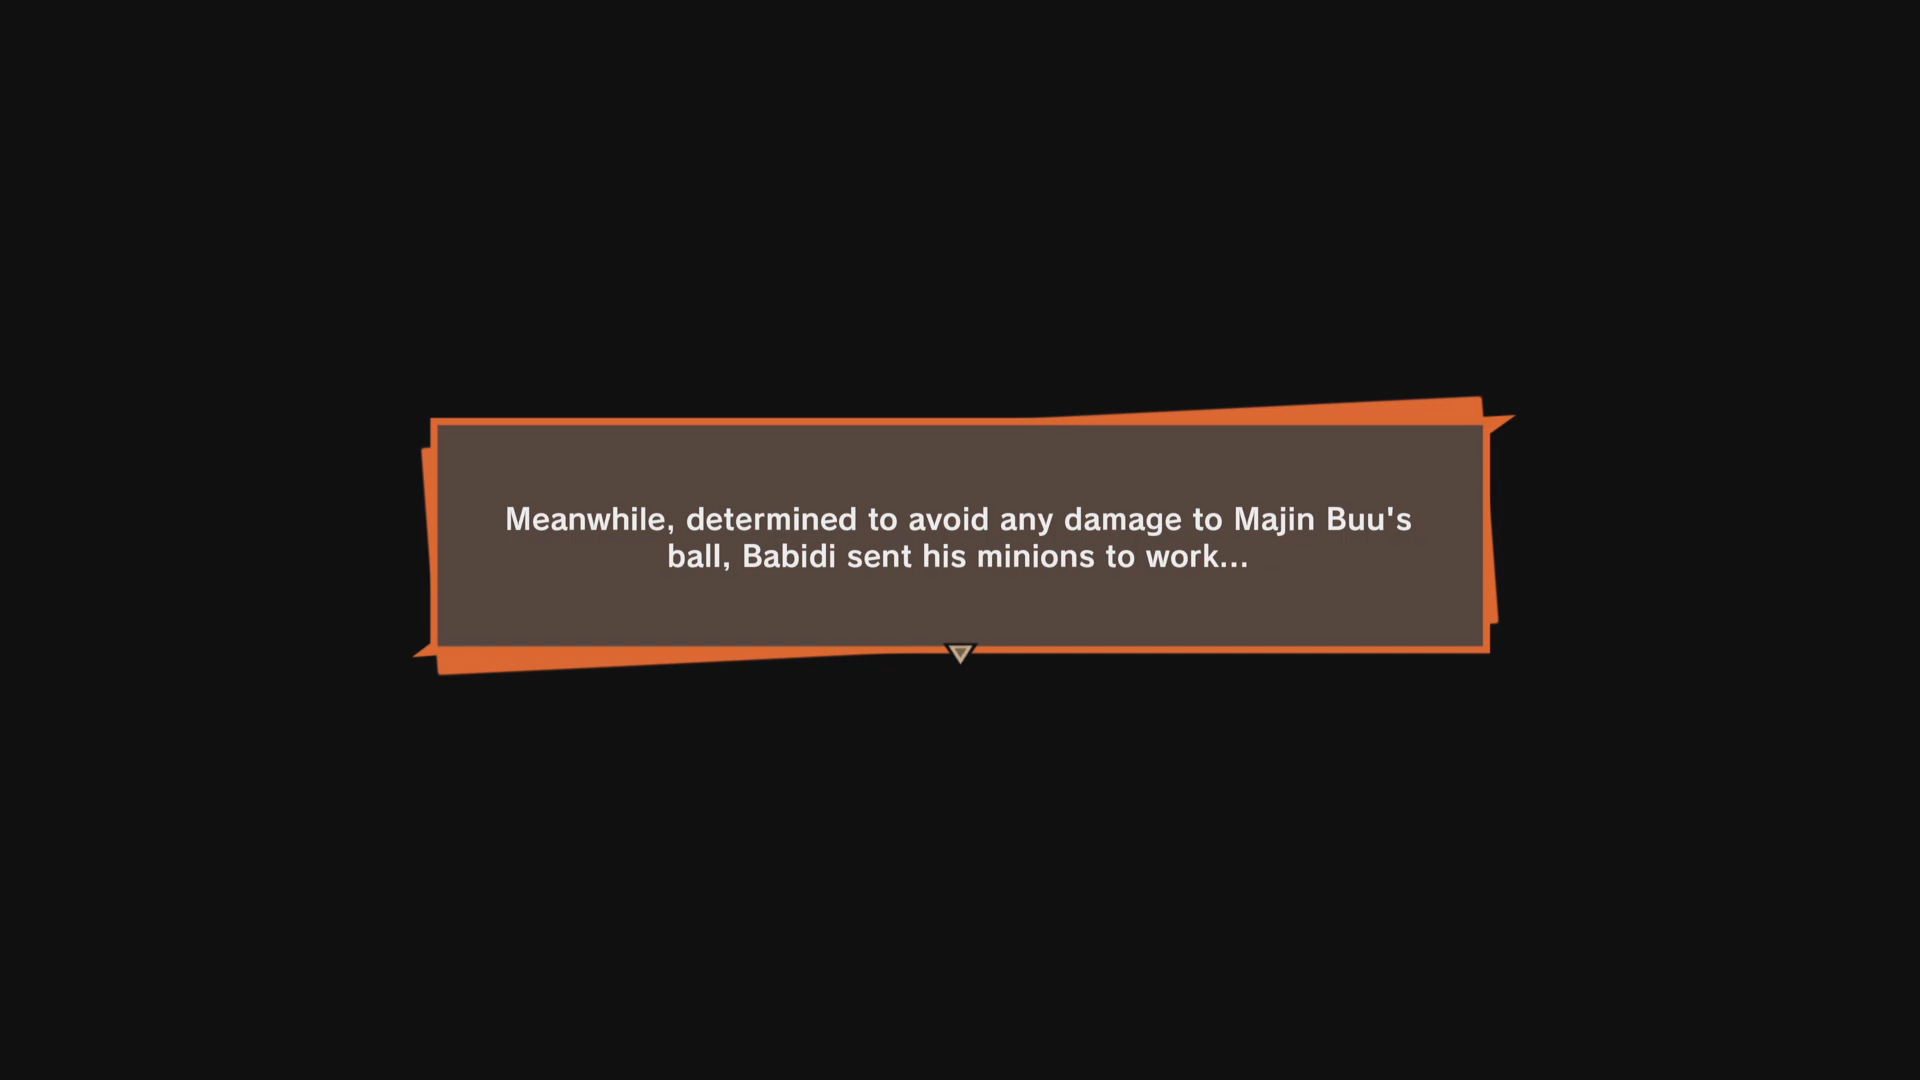 Meanwhile, determined to avoid any damage to Majin Buu's
ball, Babidi sent his minions to work...